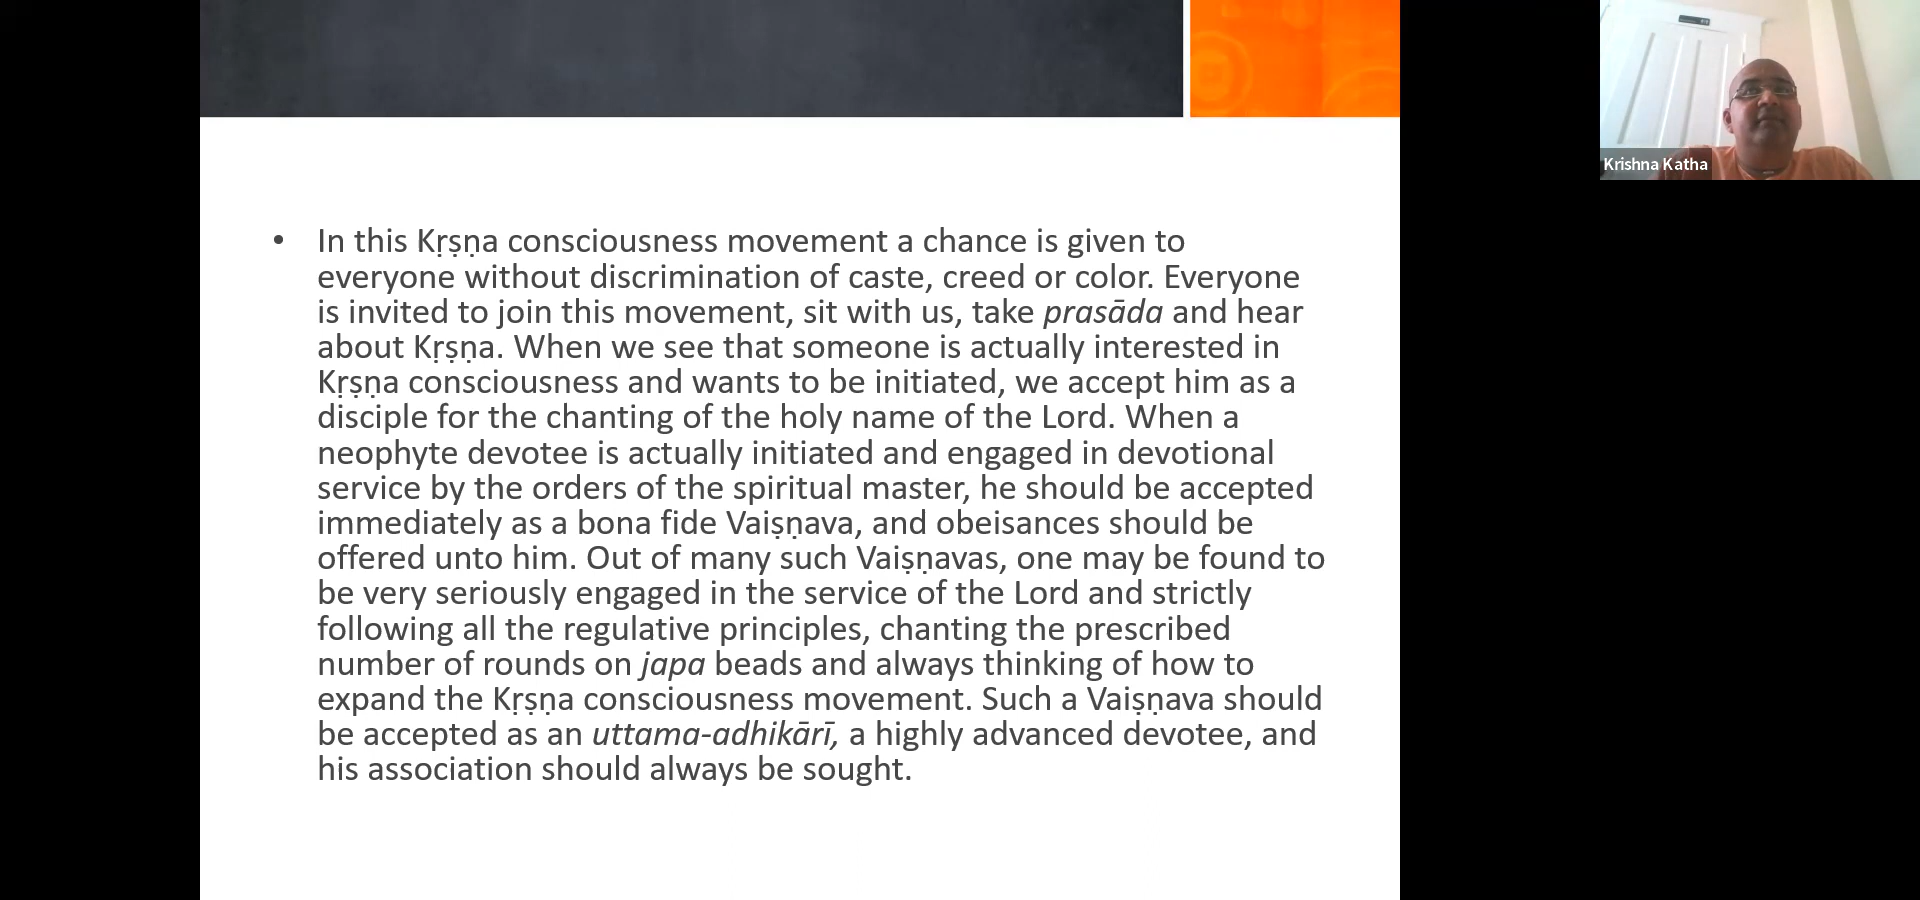 • In this Kṛṣṇa consciousness movement a chance is given to
everyone without discrimination of caste, creed or color. Everyone
is invited to join this movement, sit with us, take prasāda and hear
about Kṛṣṇa. When we see that someone is actually interested in
Kṛṣṇa consciousness and wants to be initiated, we accept him as a
disciple for the chanting of the holy name of the Lord. When a
neophyte devotee is actually initiated and engaged in devotional
service by the orders of the spiritual master, he should be accepted
immediately as a bona fide Vaiṣṇava, and obeisances should be
offered unto him. Out of many such Vaiṣṇavas, one may be found to
be very seriously engaged in the service of the Lord and strictly
following all the regulative principles, chanting the prescribed
number of rounds on japa beads and always thinking of how to
expand the Kṛṣṇa consciousness movement. Such a Vaiṣṇava should
be accepted as an uttama-adhikārī, a highly advanced devotee, and
his association should always be sought.
Krishna Katha